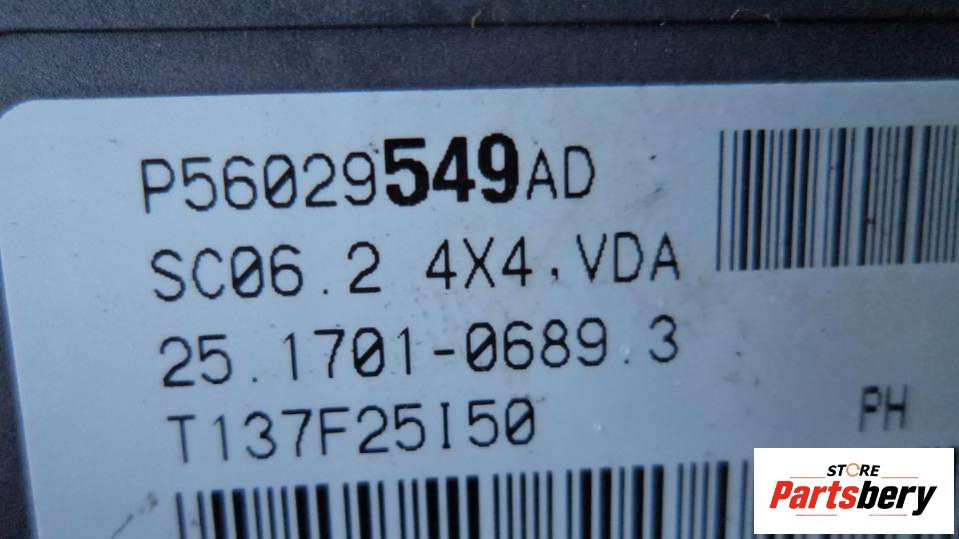 P56029549AD
SC06.2 4X4,VDA
25.1701-0689.3
T137F25I50
PH
STORE
Partsbery